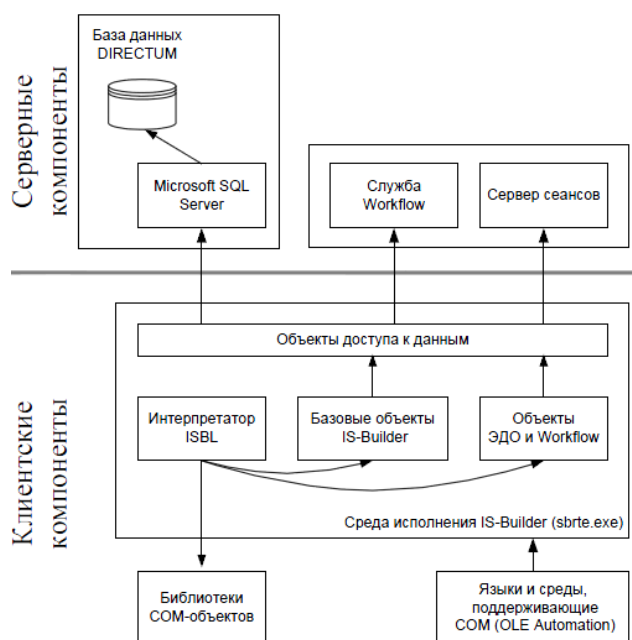 Серверные
компоненты
База данных
DIRECTUM
Microsoft SQL
Server
Служба
Workflow
Сервер сеансов
Клиентские
компоненты
Объекты доступа к данным
Интерпретатор
ISBL
Базовые объекты
IS-Builder
Объекты
ЭДО и Workflow
Среда исполнения IS-Builder (sbrte.exe)
Библиотеки
COM-объектов
Языки и среды,
поддерживающие
COM (OLE Automation)